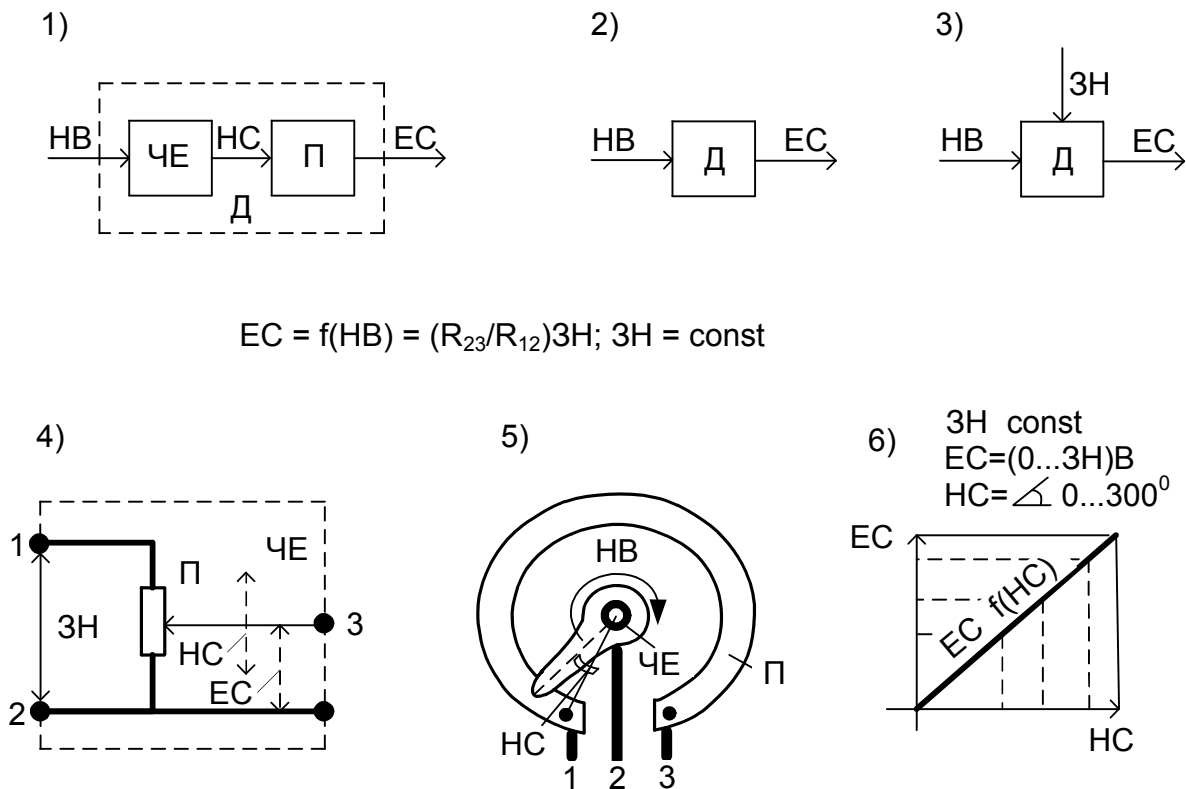 1)
2)
3)
НВ
ЧЕ
НС
П
ЕС
Д
НВ
Д
ЕС
ЗН
НВ
Д
ЕС
ЕС = f(НВ) = (R₂₃/R₁₂)ЗН; ЗН = const
4)
1
П
ЧЕ
ЗН
3
НС
ЕС
2
5)
НВ
ЧЕ
П
НС
1 2 3
6)
ЗН const
ЕС=(0...ЗН)В
НС=∠ 0...300⁰
ЕС
ЕС f(НС)
НС